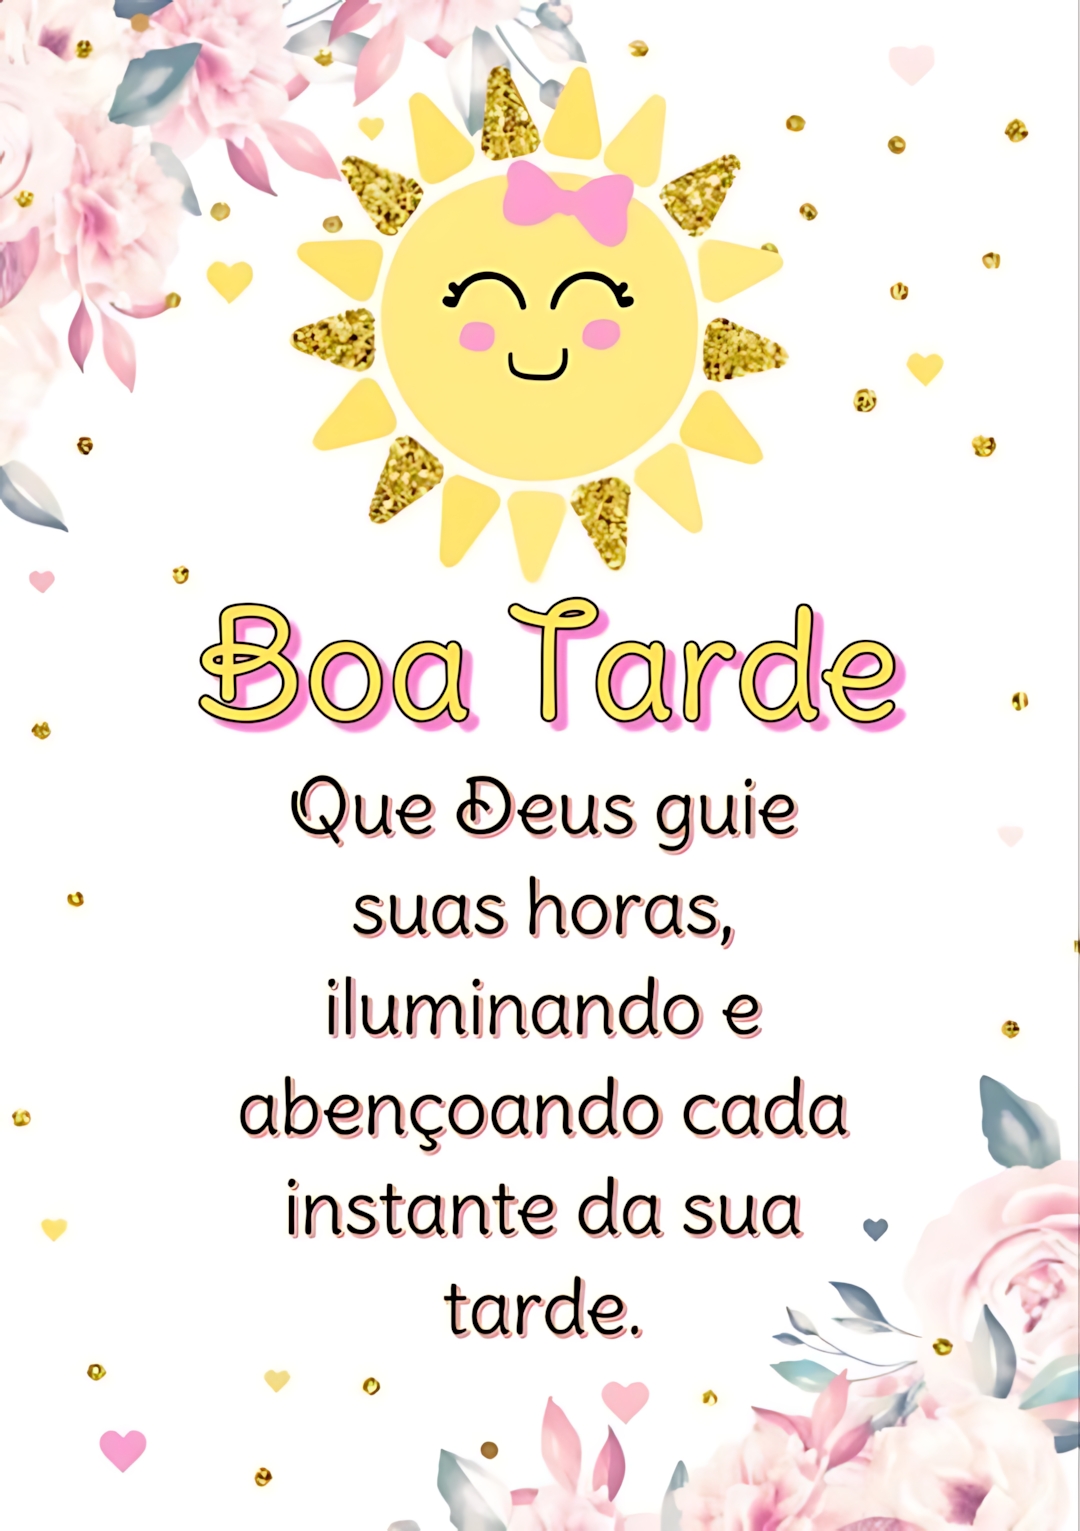 Boa Tarde
Que Deus guie
suas horas,
iluminando e
abençoando cada
instante da sua
tarde.